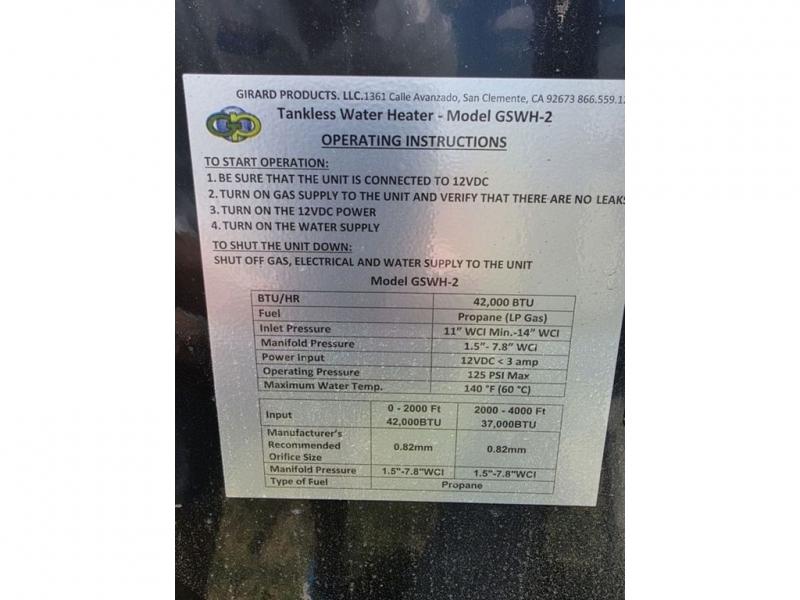 GIRARD PRODUCTS. LLC.1361 Calle Avanzado, San Clemente, CA 92673 866.559.12
Tankless Water Heater - Model GSWH-2
OPERATING INSTRUCTIONS
TO START OPERATION:
1. BE SURE THAT THE UNIT IS CONNECTED TO 12VDC
2. TURN ON GAS SUPPLY TO THE UNIT AND VERIFY THAT THERE ARE NO LEAKS
3. TURN ON THE 12VDC POWER
4. TURN ON THE WATER SUPPLY
TO SHUT THE UNIT DOWN:
SHUT OFF GAS, ELECTRICAL AND WATER SUPPLY TO THE UNIT
Model GSWH-2
BTU/HR 42,000 BTU
Fuel Propane (LP Gas)
Inlet Pressure 11" WCI Min.-14" WCI
Manifold Pressure 1.5"- 7.8" WCi
Power Input 12VDC < 3 amp
Operating Pressure 125 PSI Max
Maximum Water Temp. 140 °F (60 °C)
Input 0 - 2000 Ft 2000 - 4000 Ft
42,000BTU 37,000BTU
Manufacturer's
Recommended 0.82mm 0.82mm
Orifice Size
Manifold Pressure 1.5"-7.8"WCI 1.5"-7.8"WCI
Type of Fuel Propane